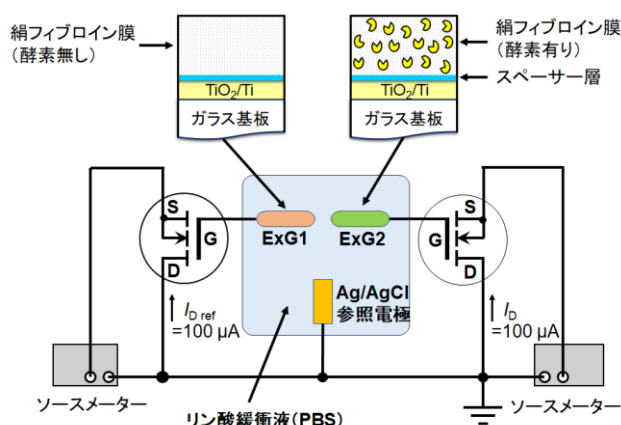 絹フィブロイン膜
(酵素無し)
TiO2/Ti
ガラス基板
絹フィブロイン膜
(酵素有り)
スペーサー層
TiO2/Ti
ガラス基板
S
G
D
ExG1
ExG2
S
G
D
Ag/AgCl
参照電極
ID ref
=100 μA
ID
=100 μA
ソースメーター
リン酸緩衝液(PBS)
ソースメーター